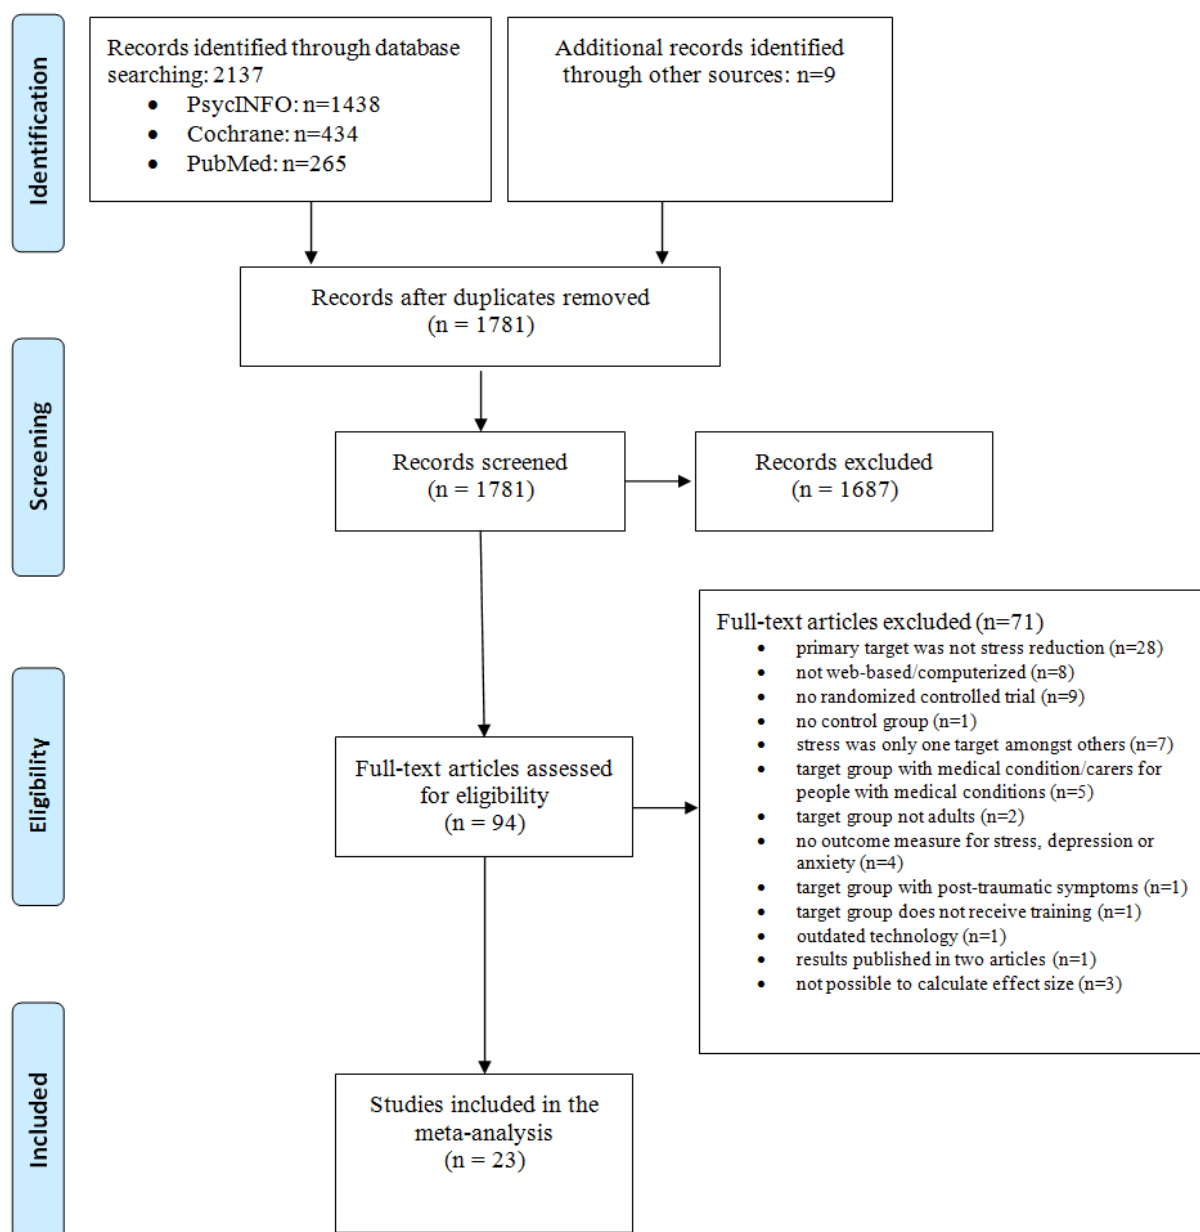 Identification
Records identified through database
searching: 2137
• PsycINFO: n=1438
• Cochrane: n=434
• PubMed: n=265
Additional records identified
through other sources: n=9
Records after duplicates removed
(n = 1781)
Screening
Records screened
(n = 1781)
Records excluded
(n = 1687)
Eligibility
Full-text articles assessed
for eligibility
(n = 94)
Full-text articles excluded (n=71)
• primary target was not stress reduction (n=28)
• not web-based/computerized (n=8)
• no randomized controlled trial (n=9)
• no control group (n=1)
• stress was only one target amongst others (n=7)
• target group with medical condition/carers for
people with medical conditions (n=5)
• target group not adults (n=2)
• no outcome measure for stress, depression or
anxiety (n=4)
• target group with post-traumatic symptoms (n=1)
• target group does not receive training (n=1)
• outdated technology (n=1)
• results published in two articles (n=1)
• not possible to calculate effect size (n=3)
Included
Studies included in the
meta-analysis
(n = 23)